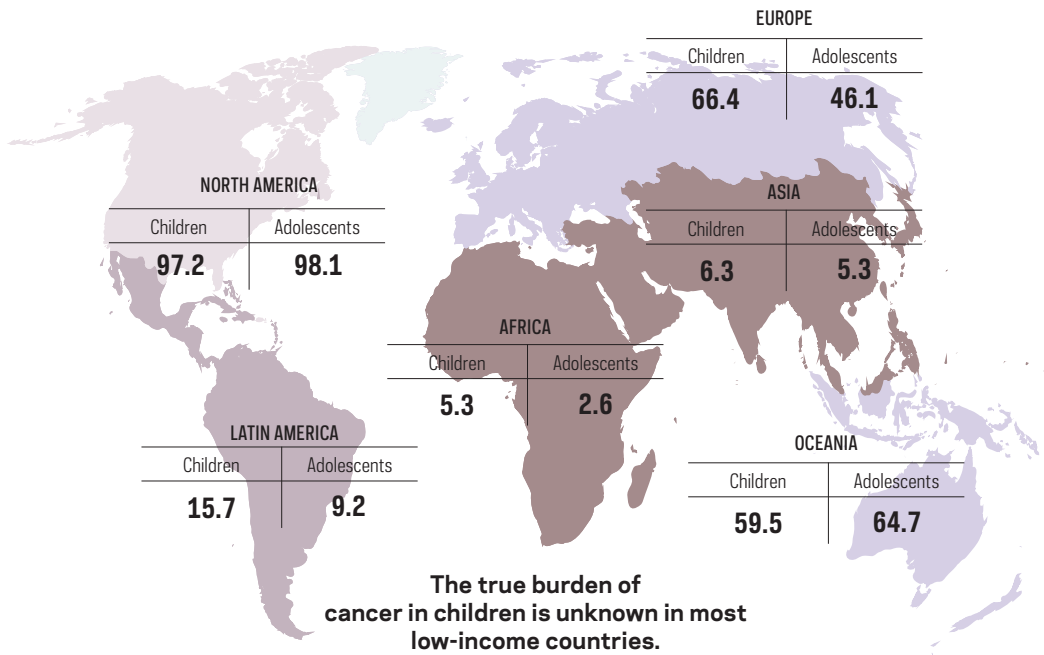 EUROPE
Children Adolescents
66.4 46.1
NORTH AMERICA
Children Adolescents
97.2 98.1
ASIA
Children Adolescents
6.3 5.3
AFRICA
Children Adolescents
5.3 2.6
LATIN AMERICA
Children Adolescents
15.7 9.2
OCEANIA
Children Adolescents
59.5 64.7
The true burden of
cancer in children is unknown in most
low-income countries.